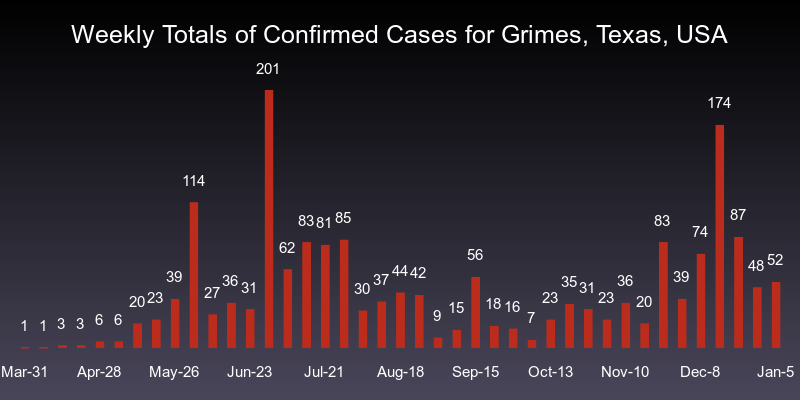 Weekly Totals of Confirmed Cases for Grimes, Texas, USA
1 1 3 3 6 6 20 23 39 114 27 36 31 201 62 83 81 85 30 37 44 42 9 15 56 18 16 7 23 35 31 23 36 20 83 39 74 174 87 48 52
Mar-31 Apr-28 May-26 Jun-23 Jul-21 Aug-18 Sep-15 Oct-13 Nov-10 Dec-8 Jan-5